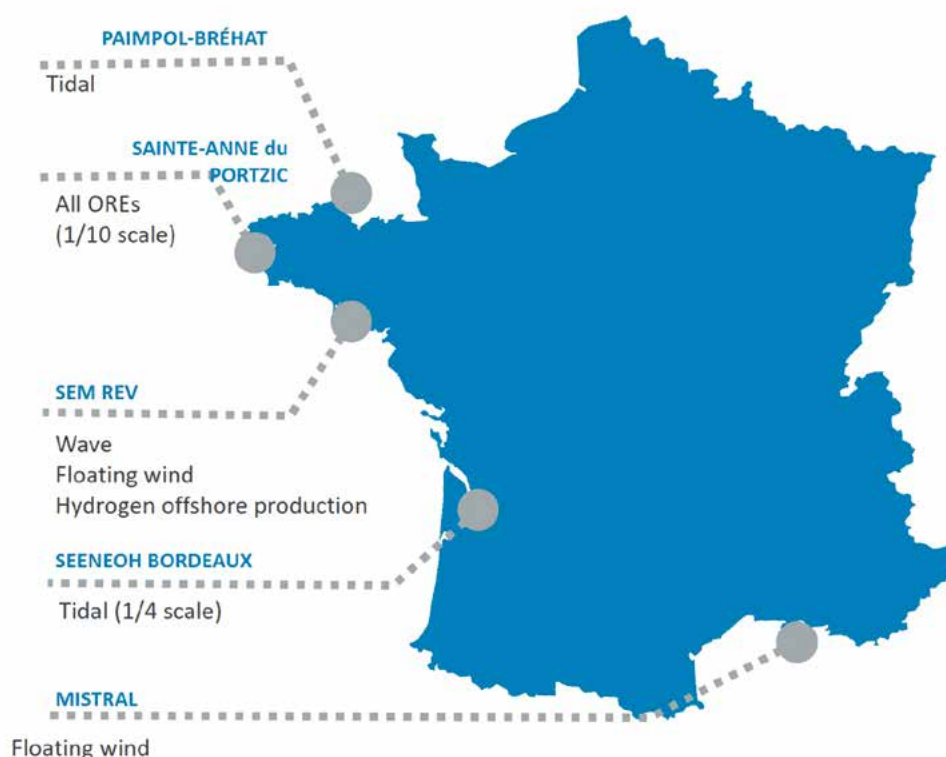 PAIMPOL-BRÉHAT
Tidal
SAINTE-ANNE du
PORTZIC
All OREs
(1/10 scale)
SEM REV
Wave
Floating wind
Hydrogen offshore production
SEENEOH BORDEAUX
Tidal (1/4 scale)
MISTRAL
Floating wind